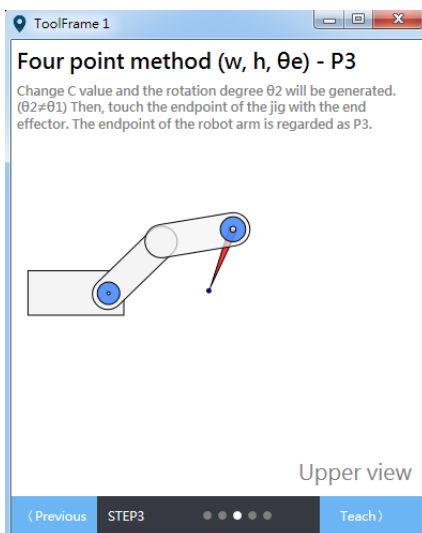 ToolFrame 1
Four point method (w, h, θe) - P3
Change C value and the rotation degree θ2 will be generated.
(θ2≠θ1) Then, touch the endpoint of the jig with the end
effector. The endpoint of the robot arm is regarded as P3.
Upper view
〈 Previous STEP3 Teach 〉